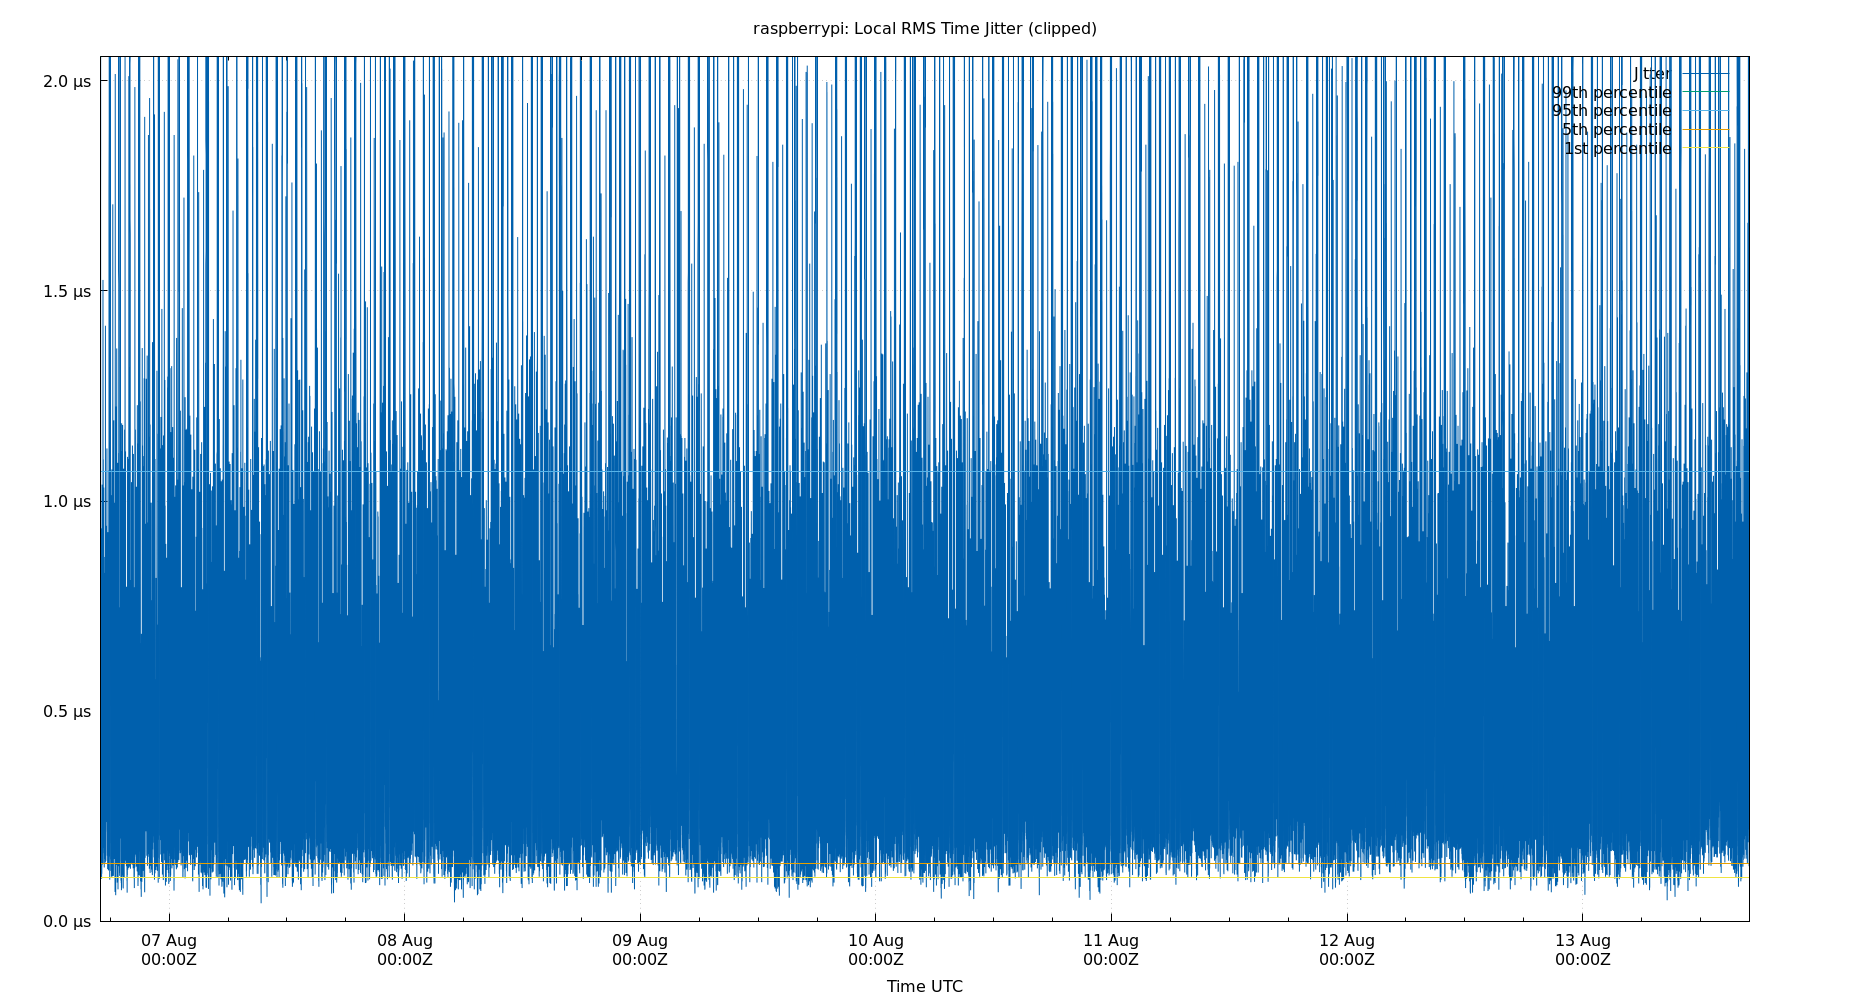 raspberrypi: Local RMS Time Jitter (clipped)
2.0 µs
1.5 µs
1.0 µs
0.5 µs
0.0 µs
Jitter
99th percentile
95th percentile
5th percentile
1st percentile
07 Aug
00:00Z
08 Aug
00:00Z
09 Aug
00:00Z
10 Aug
00:00Z
11 Aug
00:00Z
12 Aug
00:00Z
13 Aug
00:00Z
Time UTC